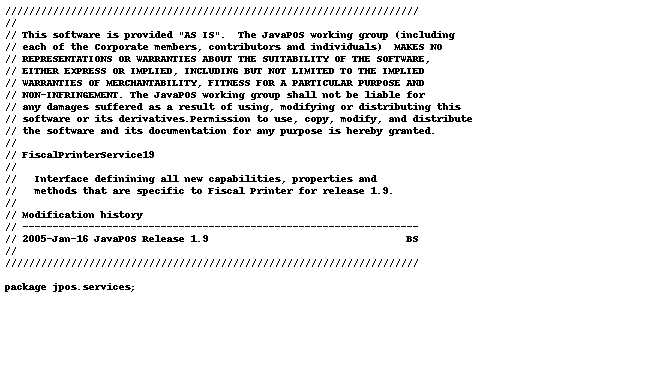 //////////////////////////////////////////////////////////////////////
//
// This software is provided "AS IS".  The JavaPOS working group (including
// each of the Corporate members, contributors and individuals)  MAKES NO
// REPRESENTATIONS OR WARRANTIES ABOUT THE SUITABILITY OF THE SOFTWARE,
// EITHER EXPRESS OR IMPLIED, INCLUDING BUT NOT LIMITED TO THE IMPLIED
// WARRANTIES OF MERCHANTABILITY, FITNESS FOR A PARTICULAR PURPOSE AND
// NON-INFRINGEMENT. The JavaPOS working group shall not be liable for
// any damages suffered as a result of using, modifying or distributing this
// software or its derivatives.Permission to use, copy, modify, and distribute
// the software and its documentation for any purpose is hereby granted.
//
// FiscalPrinterService19
//
//   Interface definining all new capabilities, properties and
//   methods that are specific to Fiscal Printer for release 1.9.
//
// Modification history
// ------------------------------------------------------------------
// 2005-Jan-16 JavaPOS Release 1.9                                 BS
//
//////////////////////////////////////////////////////////////////////
package jpos.services;